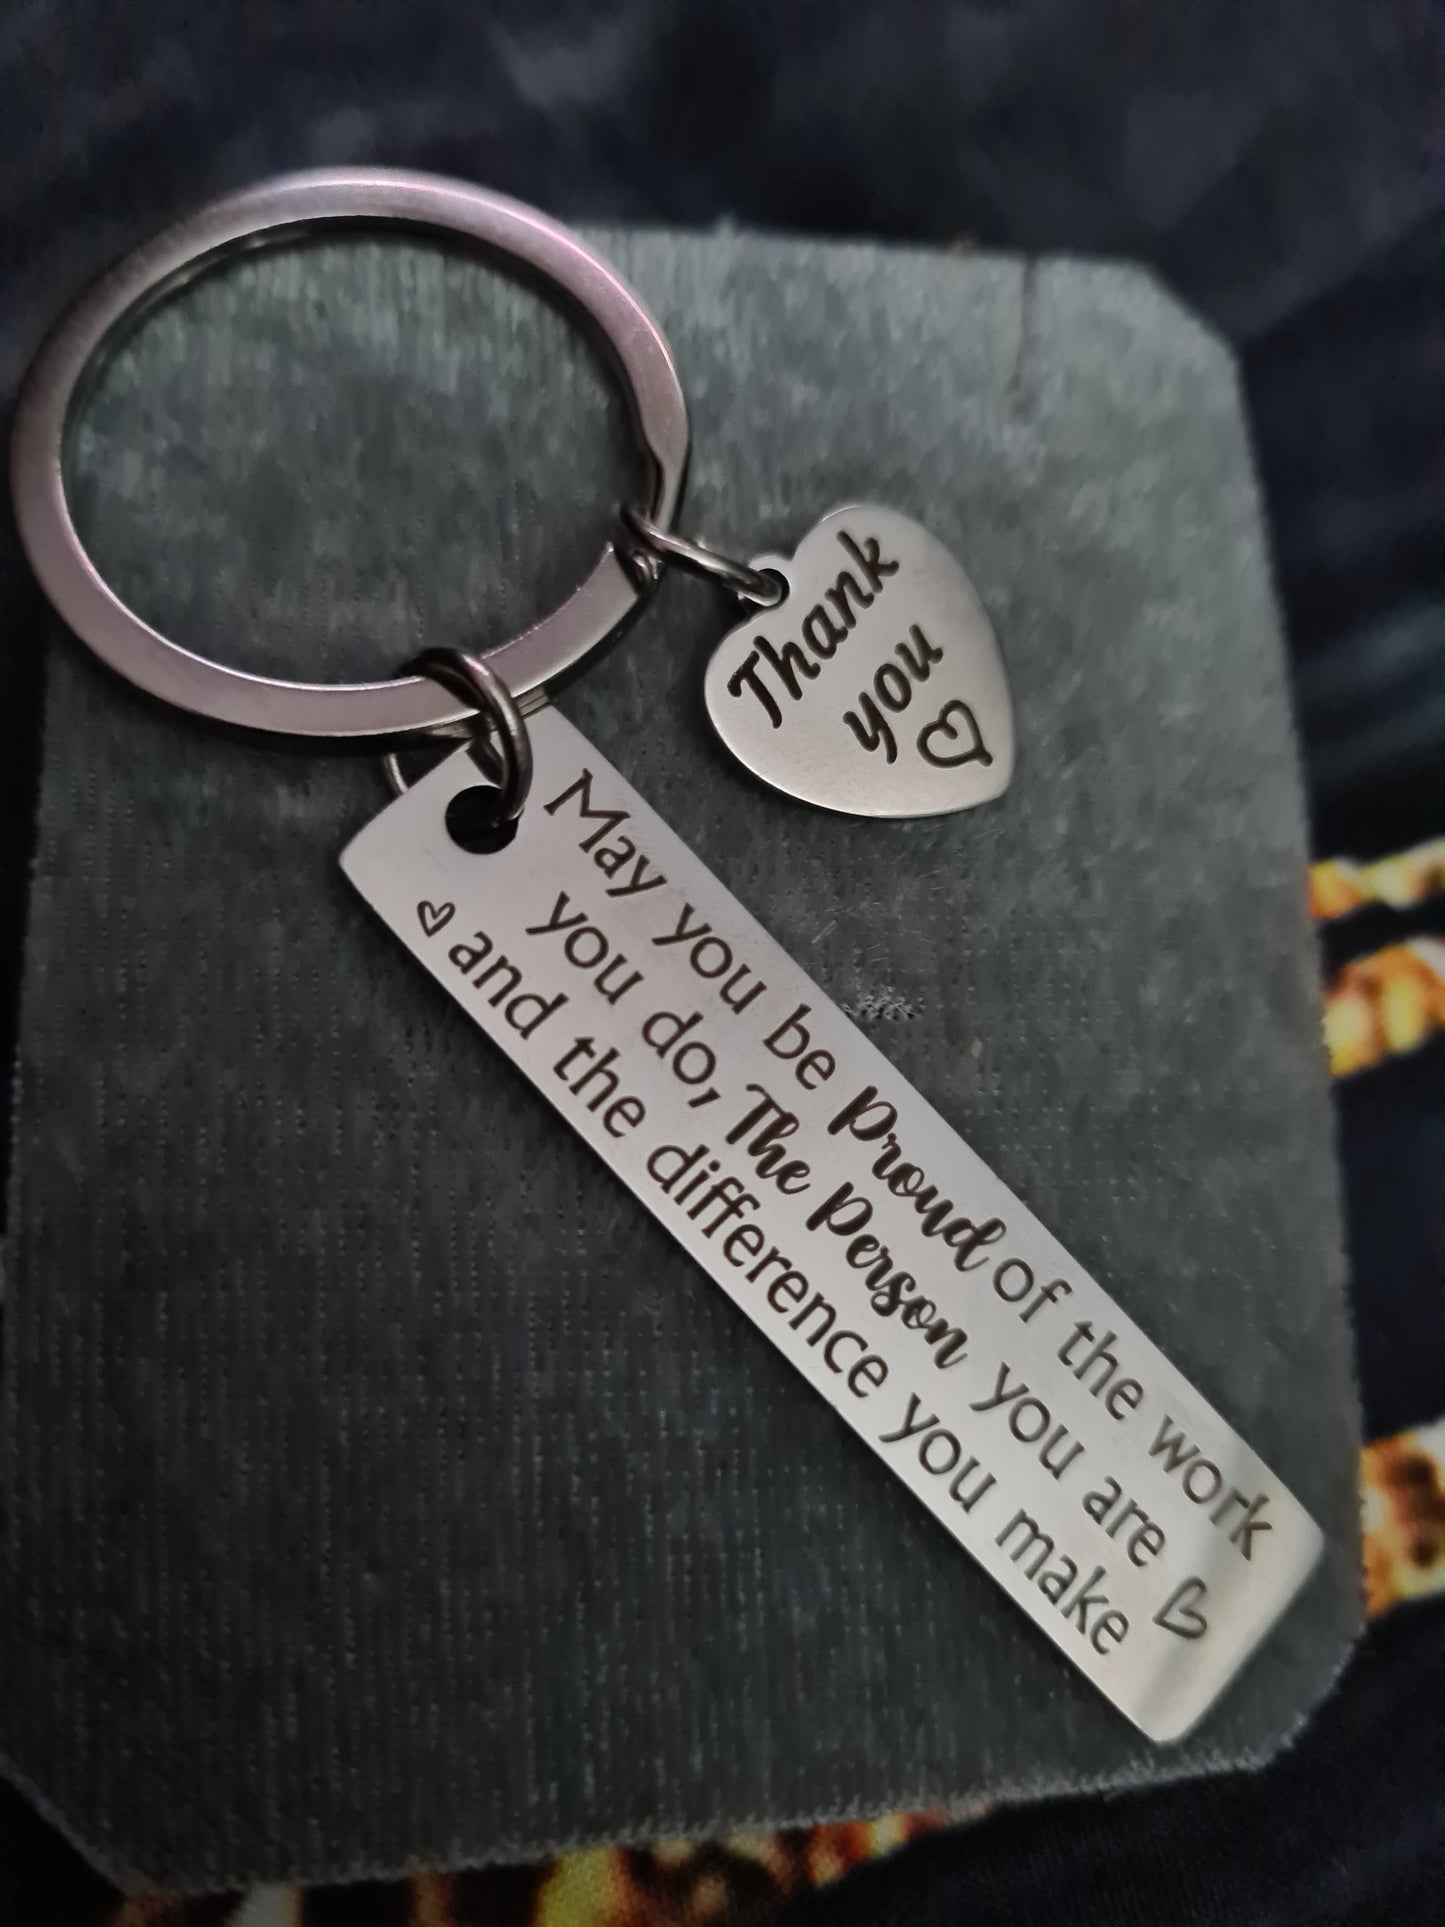 Thank
you
May you be Proud of the work
you do, The Person you are
and the difference you make